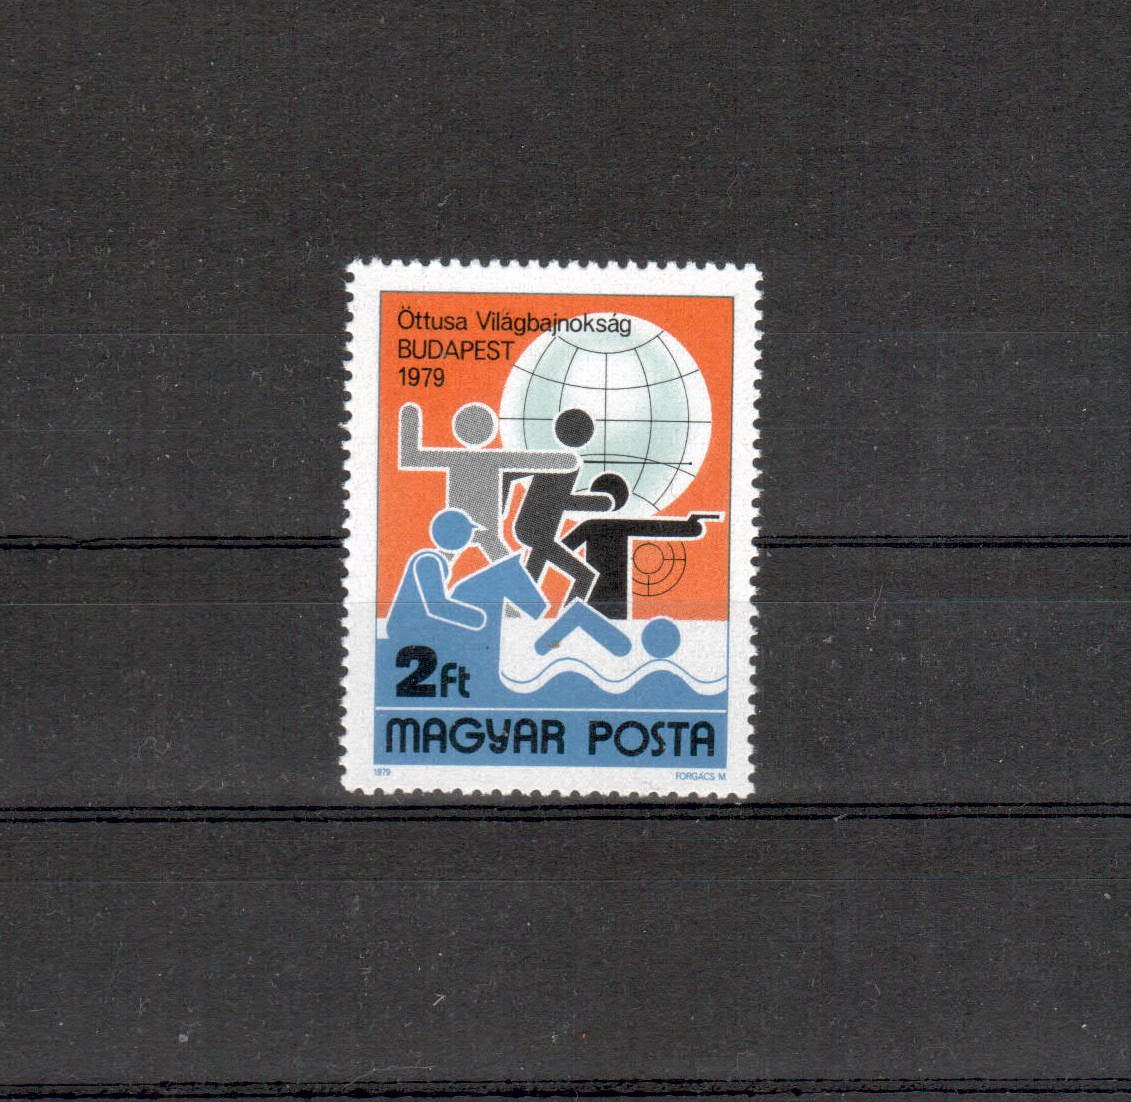 Öttusa Világbajnokság
BUDAPEST
1979
2Ft
MAGYAR POSTA
1979 FORGÁCS M.